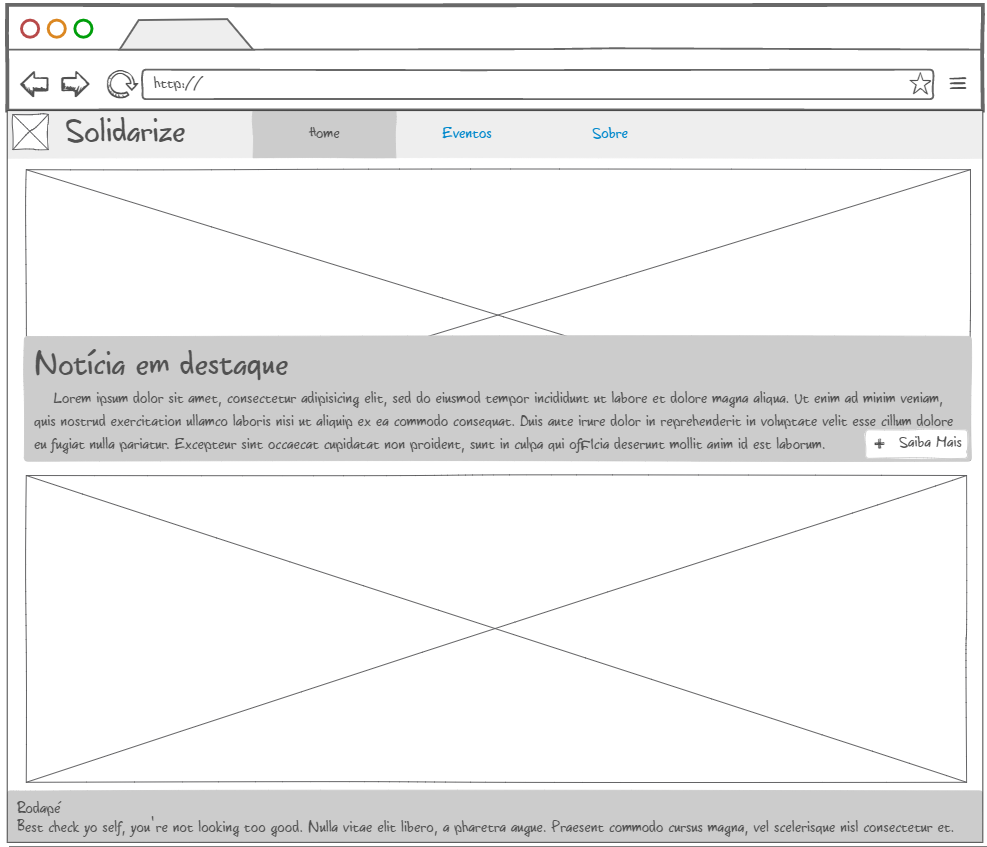 http://
Solidarize Home Eventos Sobre
Notícia em destaque
Lorem ipsum dolor sit amet, consectetur adipisicing elit, sed do eiusmod tempor incididunt ut labore et dolore magna aliqua. Ut enim ad minim veniam,
quis nostrud exercitation ullamco laboris nisi ut aliquip ex ea commodo consequat. Duis aute irure dolor in reprehenderit in voluptate velit esse cillum dolore
eu fugiat nulla pariatur. Excepteur sint occaecat cupidatat non proident, sunt in culpa qui officia deserunt mollit anim id est laborum.
+ Saiba Mais
Rodapé
Best check yo self, you're not looking too good. Nulla vitae elit libero, a pharetra augue. Praesent commodo cursus magna, vel scelerisque nisl consectetur et.